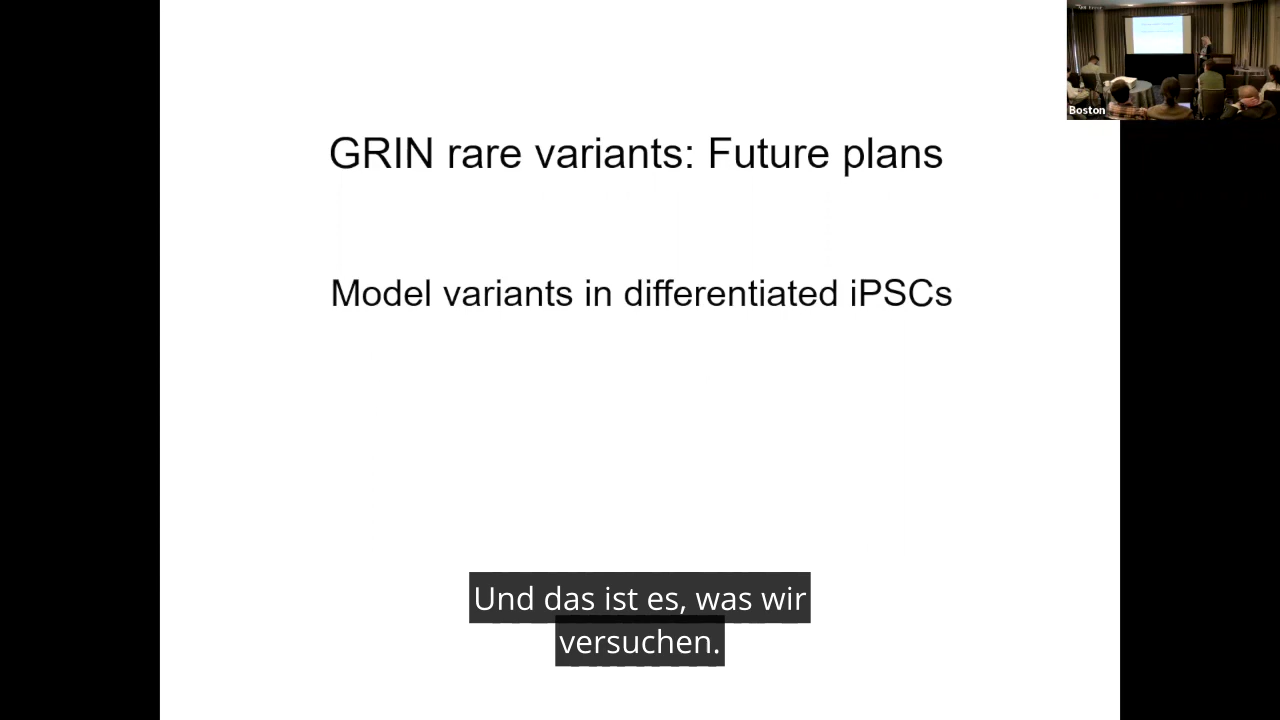 Boston
GRIN rare variants: Future plans
Model variants in differentiated iPSCs
Und das ist es, was wir
versuchen.